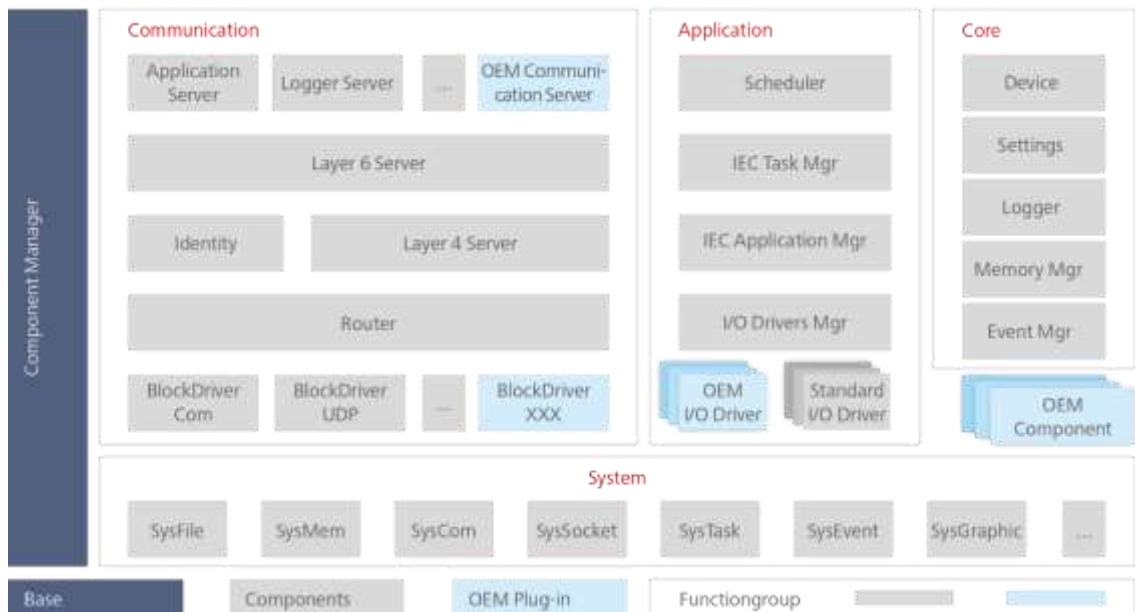 Component Manager
Communication
Application
Server
Logger Server
...
OEM Communi-
cation Server
Layer 6 Server
Identity
Layer 4 Server
Router
BlockDriver
Com
BlockDriver
UDP
...
BlockDriver
XXX
Application
Scheduler
IEC Task Mgr
IEC Application Mgr
I/O Drivers Mgr
OEM
I/O Driver
Standard
I/O Driver
Core
Device
Settings
Logger
Memory Mgr
Event Mgr
OEM
Component
System
SysFile
SysMem
SysCom
SysSocket
SysTask
SysEvent
SysGraphic
...
Base
Components
OEM Plug-in
Functiongroup